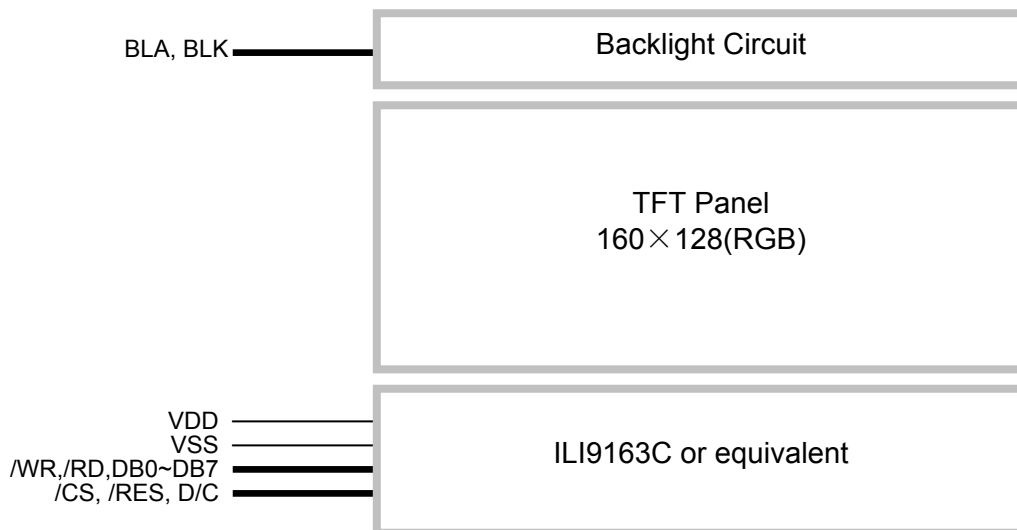 BLA, BLK
Backlight Circuit
TFT Panel
160×128(RGB)
VDD
VSS
/WR,/RD,DB0~DB7
/CS, /RES, D/C
ILI9163C or equivalent